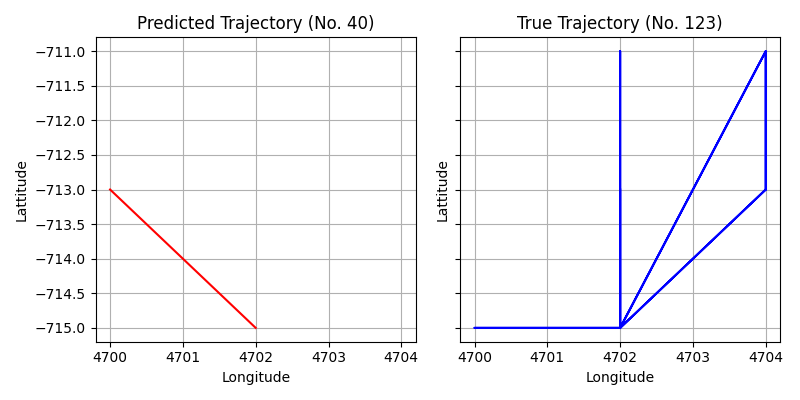 Predicted Trajectory (No. 40)
−711.0
−711.5
−712.0
−712.5
−713.0
−713.5
−714.0
−714.5
−715.0
Lattitude
4700 4701 4702 4703 4704
Longitude
True Trajectory (No. 123)
Lattitude
4700 4701 4702 4703 4704
Longitude